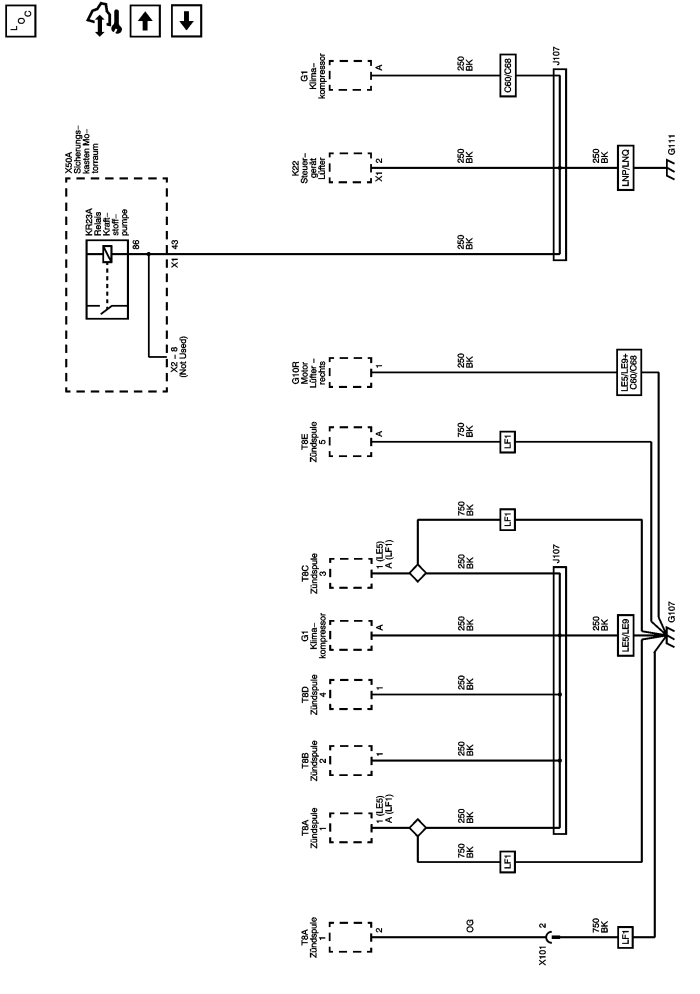 LOC
G1
Klima-
kompressor
A
250
BK
C60/C68
J107
K22
Steuer-
gerät
Lüfter
2
X1
250
BK
250
BK
LNP/LNQ
G111
X50A
Sicherungs-
kasten Mo-
torraum
KR23A
Relais
Kraft-
stoff-
pumpe
86
43
X1
250
BK
X2 - 8
(Not Used)
G10R
Motor
Lüfter -
rechts
1
250
BK
LE5/LE9+
C60/C68
T8E
Zündspule
5
A
750
BK
LF1
750
BK
LF1
T8C
Zündspule
3
1 (LE5)
A (LF1)
250
BK
J107
G1
Klima-
kompressor
A
250
BK
250
BK
LE5/LE9
G107
T8D
Zündspule
4
1
250
BK
T8B
Zündspule
2
1
250
BK
T8A
Zündspule
1
1 (LE5)
A (LF1)
250
BK
750
BK
LF1
T8A
Zündspule
1
2
OG
2
X101
750
BK
LF1